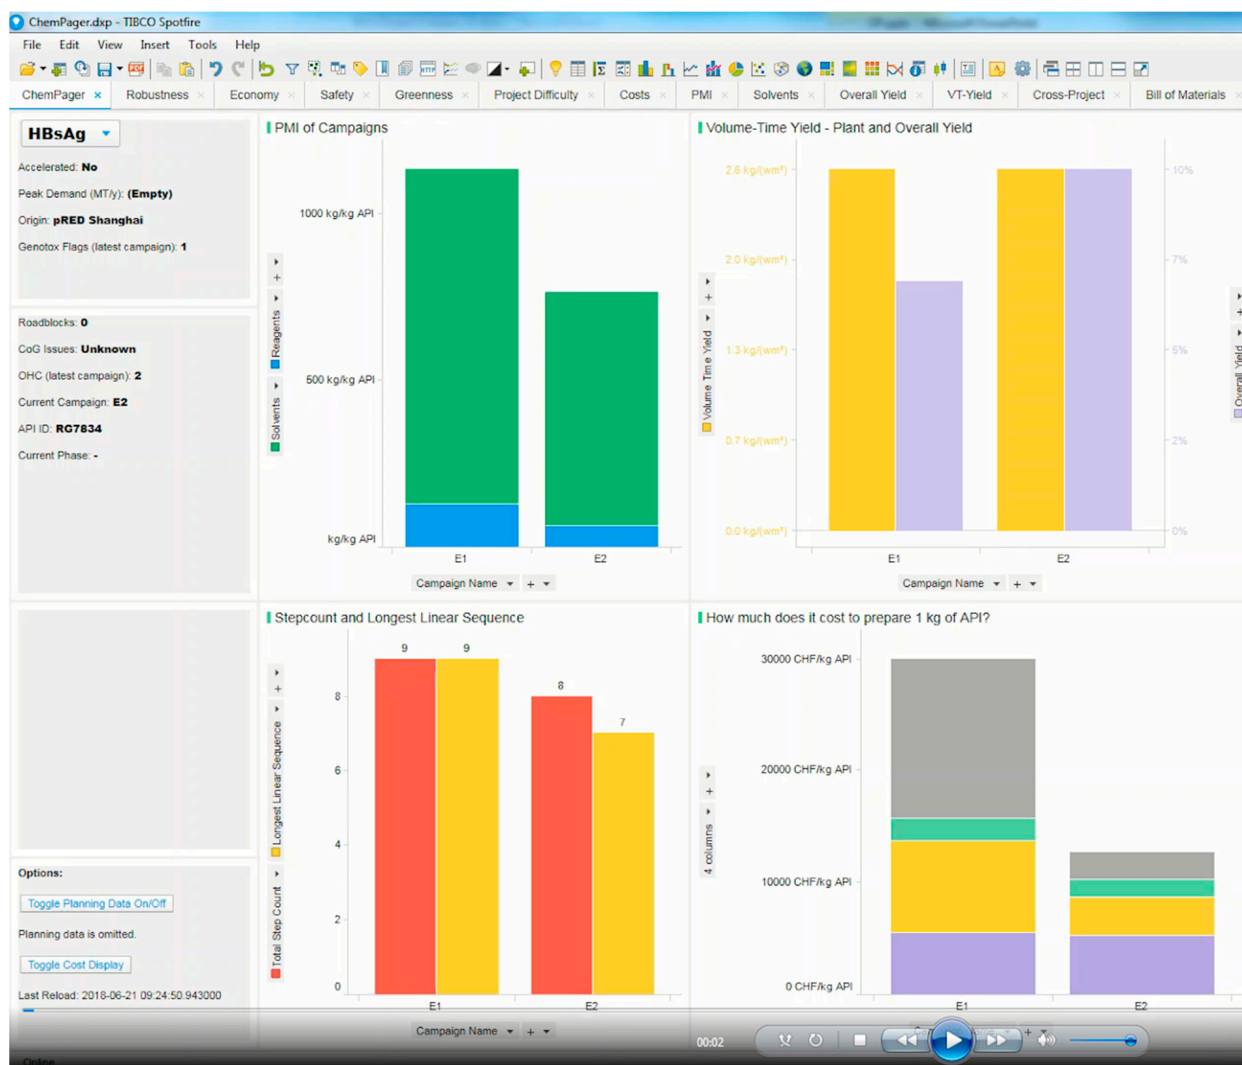 ChemPager.dxp - TIBCO Spotfire
File Edit View Insert Tools Help
ChemPager × Robustness × Economy × Safety × Greenness × Project Difficulty × Costs × PMI × Solvents × Overall Yield × VT-Yield × Cross-Project × Bill of Materials ×
HBsAg
Accelerated: No
Peak Demand (MT/y): (Empty)
Origin: pRED Shanghai
Genotox Flags (latest campaign): 1
Roadblocks: 0
CoG Issues: Unknown
OHC (latest campaign): 2
Current Campaign: E2
API ID: RG7834
Current Phase: -
PMI of Campaigns
1000 kg/kg API
500 kg/kg API
kg/kg API
Reagents
Solvents
E1 E2
Campaign Name
Volume-Time Yield - Plant and Overall Yield
2.6 kg/(wm³)
2.0 kg/(wm³)
1.3 kg/(wm³)
0.7 kg/(wm³)
0.0 kg/(wm³)
Volume Time Yield
10%
7%
5%
2%
0%
Overall Yield
E1 E2
Campaign Name
Stepcount and Longest Linear Sequence
9 9
8
7
8
6
4
2
0
Longest Linear Sequence
Total Step Count
E1 E2
Campaign Name
How much does it cost to prepare 1 kg of API?
30000 CHF/kg API
20000 CHF/kg API
10000 CHF/kg API
0 CHF/kg API
4 columns
E1 E2
Options:
Toggle Planning Data On/Off
Planning data is omitted.
Toggle Cost Display
Last Reload: 2018-06-21 09:24:50.943000
00:02
Online